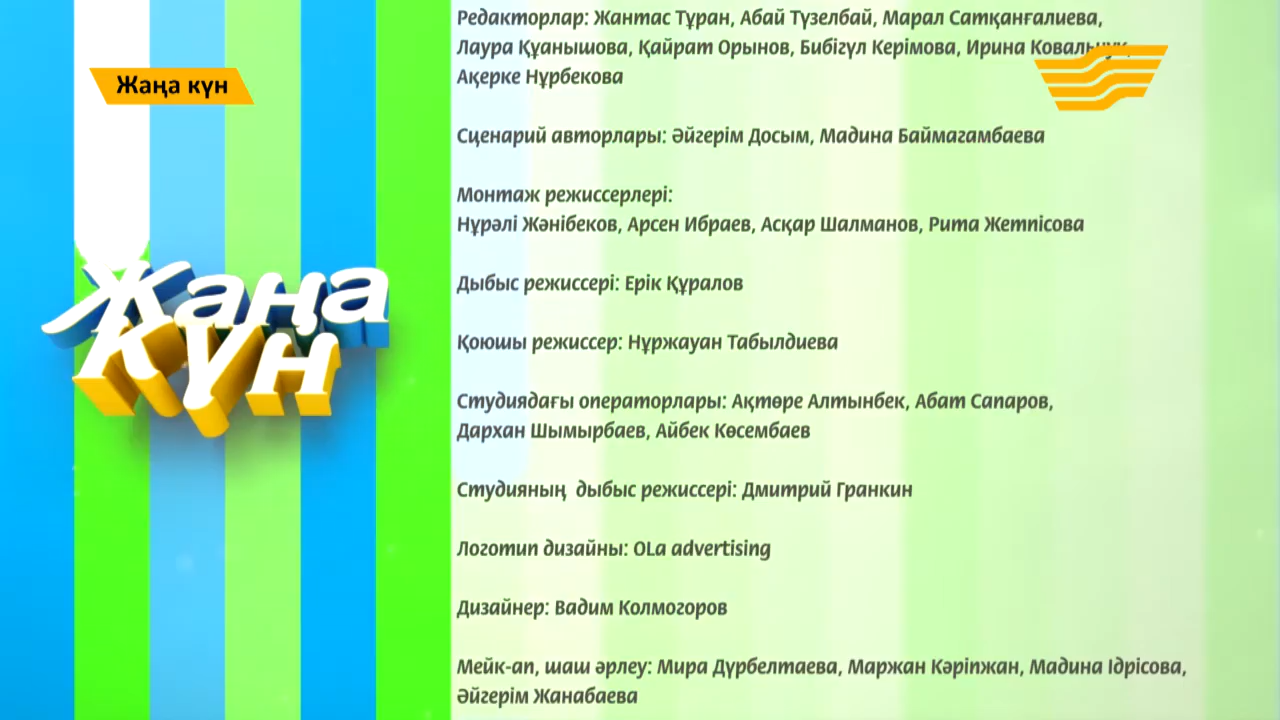 Жаңа күн
Жаңа
күн
Редакторлар: Жантас Тұран, Абай Түзелбай, Марал Сатқанғалиева,
Лаура Құанышова, Қайрат Орынов, Бибігүл Керімова, Ирина Ковальчук,
Ақерке Нұрбекова
Сценарий авторлары: Әйгерім Досым, Мадина Баймагамбаева
Монтаж режиссерлері:
Нұрәлі Жәнібеков, Арсен Ибраев, Асқар Шалманов, Рита Жетпісова
Дыбыс режиссері: Ерік Құралов
Қоюшы режиссер: Нұржауан Табылдиева
Студиядағы операторлары: Ақтөре Алтынбек, Абат Сапаров,
Дархан Шымырбаев, Айбек Көсембаев
Студияның  дыбыс режиссері: Дмитрий Гранкин
Логотип дизайны: OLa advertising
Дизайнер: Вадим Колмогоров
Мейк-ап, шаш әрлеу: Мира Дүрбелтаева, Маржан Кәріпжан, Мадина Ідрісова,
Әйгерім Жанабаева